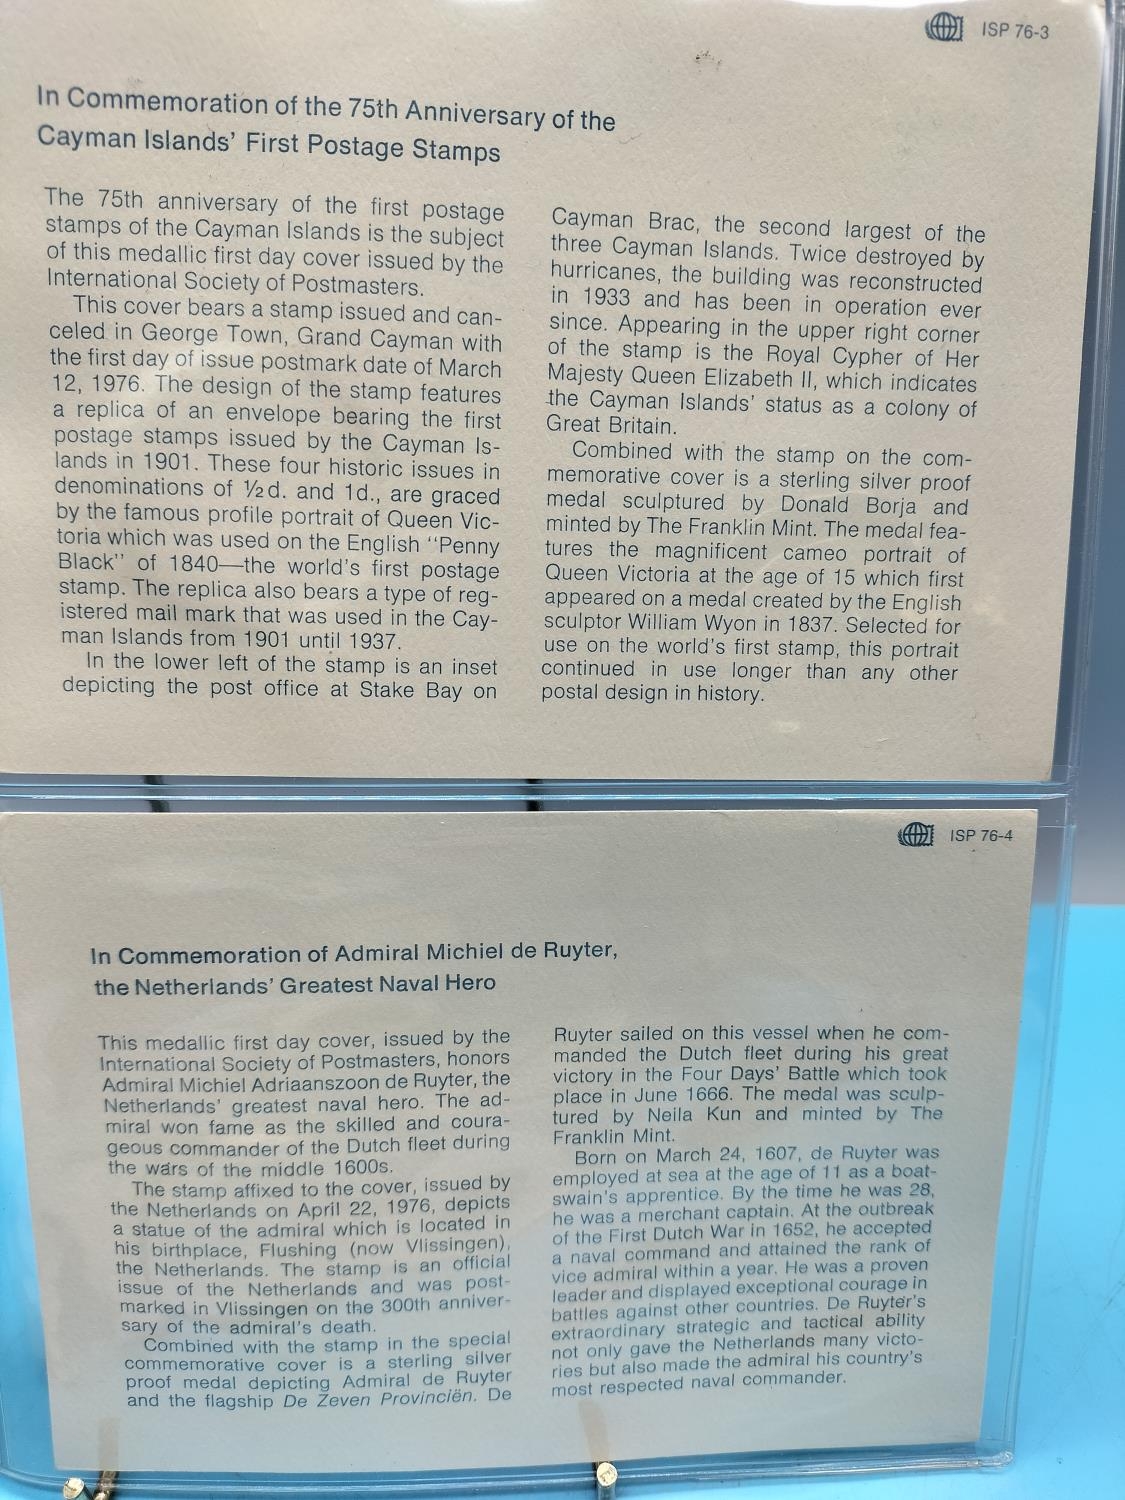 ISP 76-3
In Commemoration of the 75th Anniversary of the
Cayman Islands' First Postage Stamps
The 75th anniversary of the first postage
stamps of the Cayman Islands is the subject
of this medallic first day cover issued by the
International Society of Postmasters.
This cover bears a stamp issued and can-
celed in George Town, Grand Cayman with
the first day of issue postmark date of March
12, 1976. The design of the stamp features
a replica of an envelope bearing the first
postage stamps issued by the Cayman Is-
lands in 1901. These four historic issues in
denominations of ½d. and 1d., are graced
by the famous profile portrait of Queen Vic-
toria which was used on the English “Penny
Black” of 1840—the world's first postage
stamp. The replica also bears a type of reg-
istered mail mark that was used in the Cay-
man Islands from 1901 until 1937.
In the lower left of the stamp is an inset
depicting the post office at Stake Bay on
Cayman Brac, the second largest of the
three Cayman Islands. Twice destroyed by
hurricanes, the building was reconstructed
in 1933 and has been in operation ever
since. Appearing in the upper right corner
of the stamp is the Royal Cypher of Her
Majesty Queen Elizabeth II, which indicates
the Cayman Islands' status as a colony of
Great Britain.
Combined with the stamp on the com-
memorative cover is a sterling silver proof
medal sculptured by Donald Borja and
minted by The Franklin Mint. The medal fea-
tures the magnificent cameo portrait of
Queen Victoria at the age of 15 which first
appeared on a medal created by the English
sculptor William Wyon in 1837. Selected for
use on the world's first stamp, this portrait
continued in use longer than any other
postal design in history.
ISP 76-4
In Commemoration of Admiral Michiel de Ruyter,
the Netherlands' Greatest Naval Hero
This medallic first day cover, issued by the
International Society of Postmasters, honors
Admiral Michiel Adriaanszoon de Ruyter, the
Netherlands' greatest naval hero. The ad-
miral won fame as the skilled and coura-
geous commander of the Dutch fleet during
the wars of the middle 1600s.
The stamp affixed to the cover, issued by
the Netherlands on April 22, 1976, depicts
a statue of the admiral which is located in
his birthplace, Flushing (now Vlissingen),
the Netherlands. The stamp is an official
issue of the Netherlands and was post-
marked in Vlissingen on the 300th anniver-
sary of the admiral's death.
Combined with the stamp in the special
commemorative cover is a sterling silver
proof medal depicting Admiral de Ruyter
and the flagship De Zeven Provinciën. De
Ruyter sailed on this vessel when he com-
manded the Dutch fleet during his great
victory in the Four Days' Battle which took
place in June 1666. The medal was sculp-
tured by Neila Kun and minted by The
Franklin Mint.
Born on March 24, 1607, de Ruyter was
employed at sea at the age of 11 as a boat-
swain's apprentice. By the time he was 28,
he was a merchant captain. At the outbreak
of the First Dutch War in 1652, he accepted
a naval command and attained the rank of
vice admiral within a year. He was a proven
leader and displayed exceptional courage in
battles against other countries. De Ruyter's
extraordinary strategic and tactical ability
not only gave the Netherlands many victo-
ries but also made the admiral his country's
most respected naval commander.